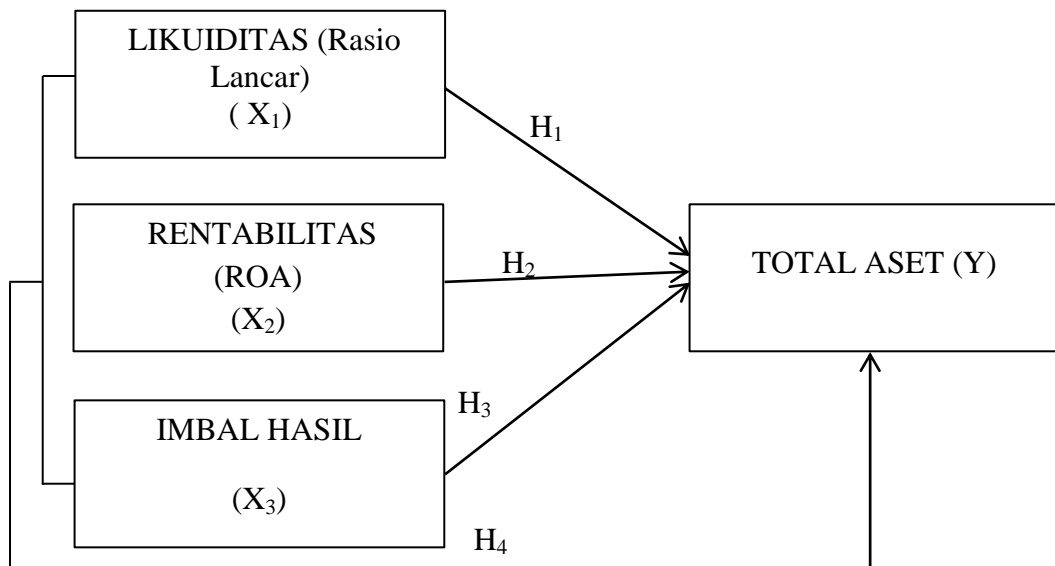 LIKUIDITAS (Rasio
Lancar)
( X₁)
H₁
RENTABILITAS
(ROA)
(X₂)
H₂
TOTAL ASET (Y)
H₃
IMBAL HASIL
(X₃)
H₄